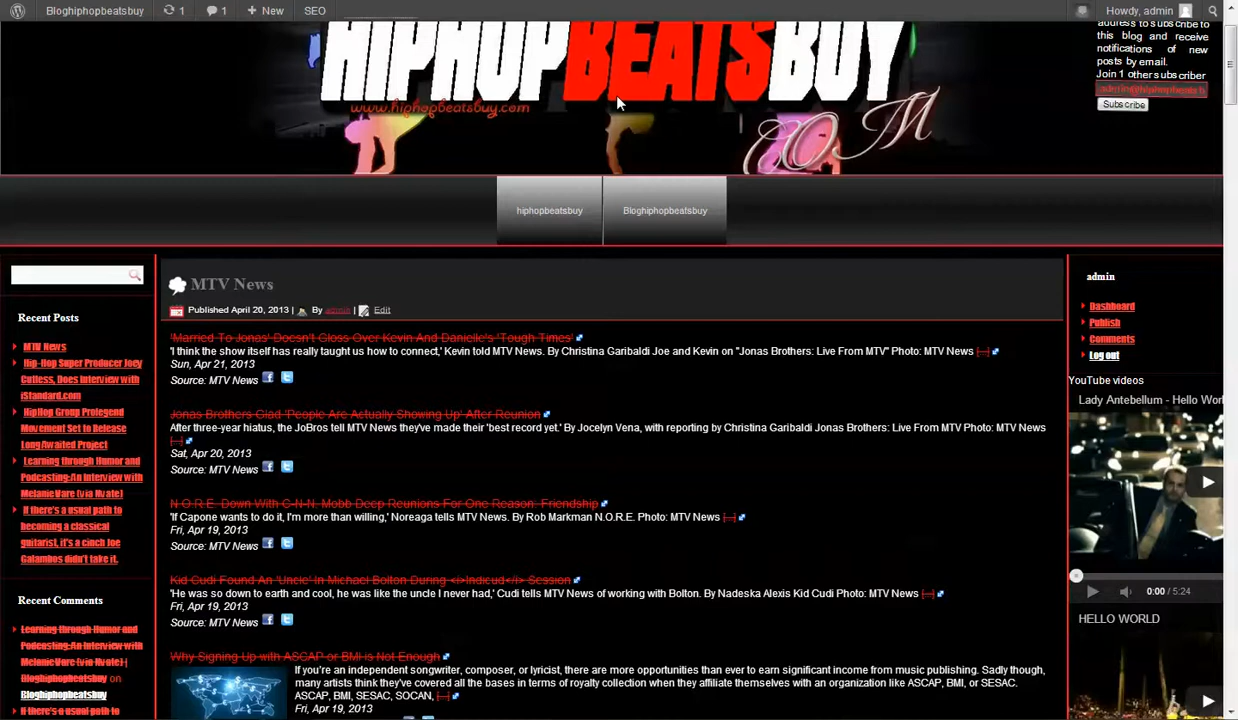 Bloghiphopbeatsbuy 1 1 + New SEO Howdy, admin
HIPHOPBEATSBUY
www.hiphopbeatsbuy.com
COM
address to subscribe to
this blog and receive
notifications of new
posts by email.
Join 1 other subscriber
Subscribe
hiphopbeatsbuy Bloghiphopbeatsbuy
Recent Posts
MTV News
Hip-Hop Super Producer Joey
Cutless, Does Interview with
iStandard.com
HipHop Group Prolegend
Movement Set to Release
Long Awaited Project
Learning through Humor and
Podcasting: An Interview with
Melanie Ware (via Nvate)
If there's a usual path to
becoming a classical
guitarist, it's a cinch Joe
Galambos didn't take it.
Recent Comments
Learning through Humor and
Podcasting: An Interview with
Melanie Ware (via Nvate) |
Bloghiphopbeatsbuy on
Bloghiphopbeatsbuy
If there's a usual path to
MTV News
Published April 20, 2013 | By admin | Edit
'Married To Jonas' Doesn't Gloss Over Kevin And Danielle's 'Tough Times'
'I think the show itself has really taught us how to connect,' Kevin told MTV News. By Christina Garibaldi Joe and Kevin on "Jonas Brothers: Live From MTV" Photo: MTV News [...]
Sun, Apr 21, 2013
Source: MTV News
Jonas Brothers Glad 'People Are Actually Showing Up' After Reunion
After three-year hiatus, the JoBros tell MTV News they've made their 'best record yet.' By Jocelyn Vena, with reporting by Christina Garibaldi Jonas Brothers: Live From MTV Photo: MTV News
[...]
Sat, Apr 20, 2013
Source: MTV News
N.O.R.E. Down With C-N-N, Mobb Deep Reunions For One Reason: Friendship
'If Capone wants to do it, I'm more than willing,' Noreaga tells MTV News. By Rob Markman N.O.R.E. Photo: MTV News [...]
Fri, Apr 19, 2013
Source: MTV News
Kid Cudi Found An 'Uncle' In Michael Bolton During <i>Indicud</i> Session
'He was so down to earth and cool, he was like the uncle I never had,' Cudi tells MTV News of working with Bolton. By Nadeska Alexis Kid Cudi Photo: MTV News [...]
Fri, Apr 19, 2013
Source: MTV News
Why Signing Up with ASCAP or BMI is Not Enough
If you're an independent songwriter, composer, or lyricist, there are more opportunities than ever to earn significant income from music publishing. Sadly though,
many artists think they've covered all the bases in terms of royalty collection when they affiliate themselves with an organization like ASCAP, BMI, or SESAC.
ASCAP, BMI, SESAC, SOCAN, [...]
Fri, Apr 19, 2013
admin
Dashboard
Publish
Comments
Log out
YouTube videos
Lady Antebellum - Hello Worl
0:00 / 5:24
HELLO WORLD